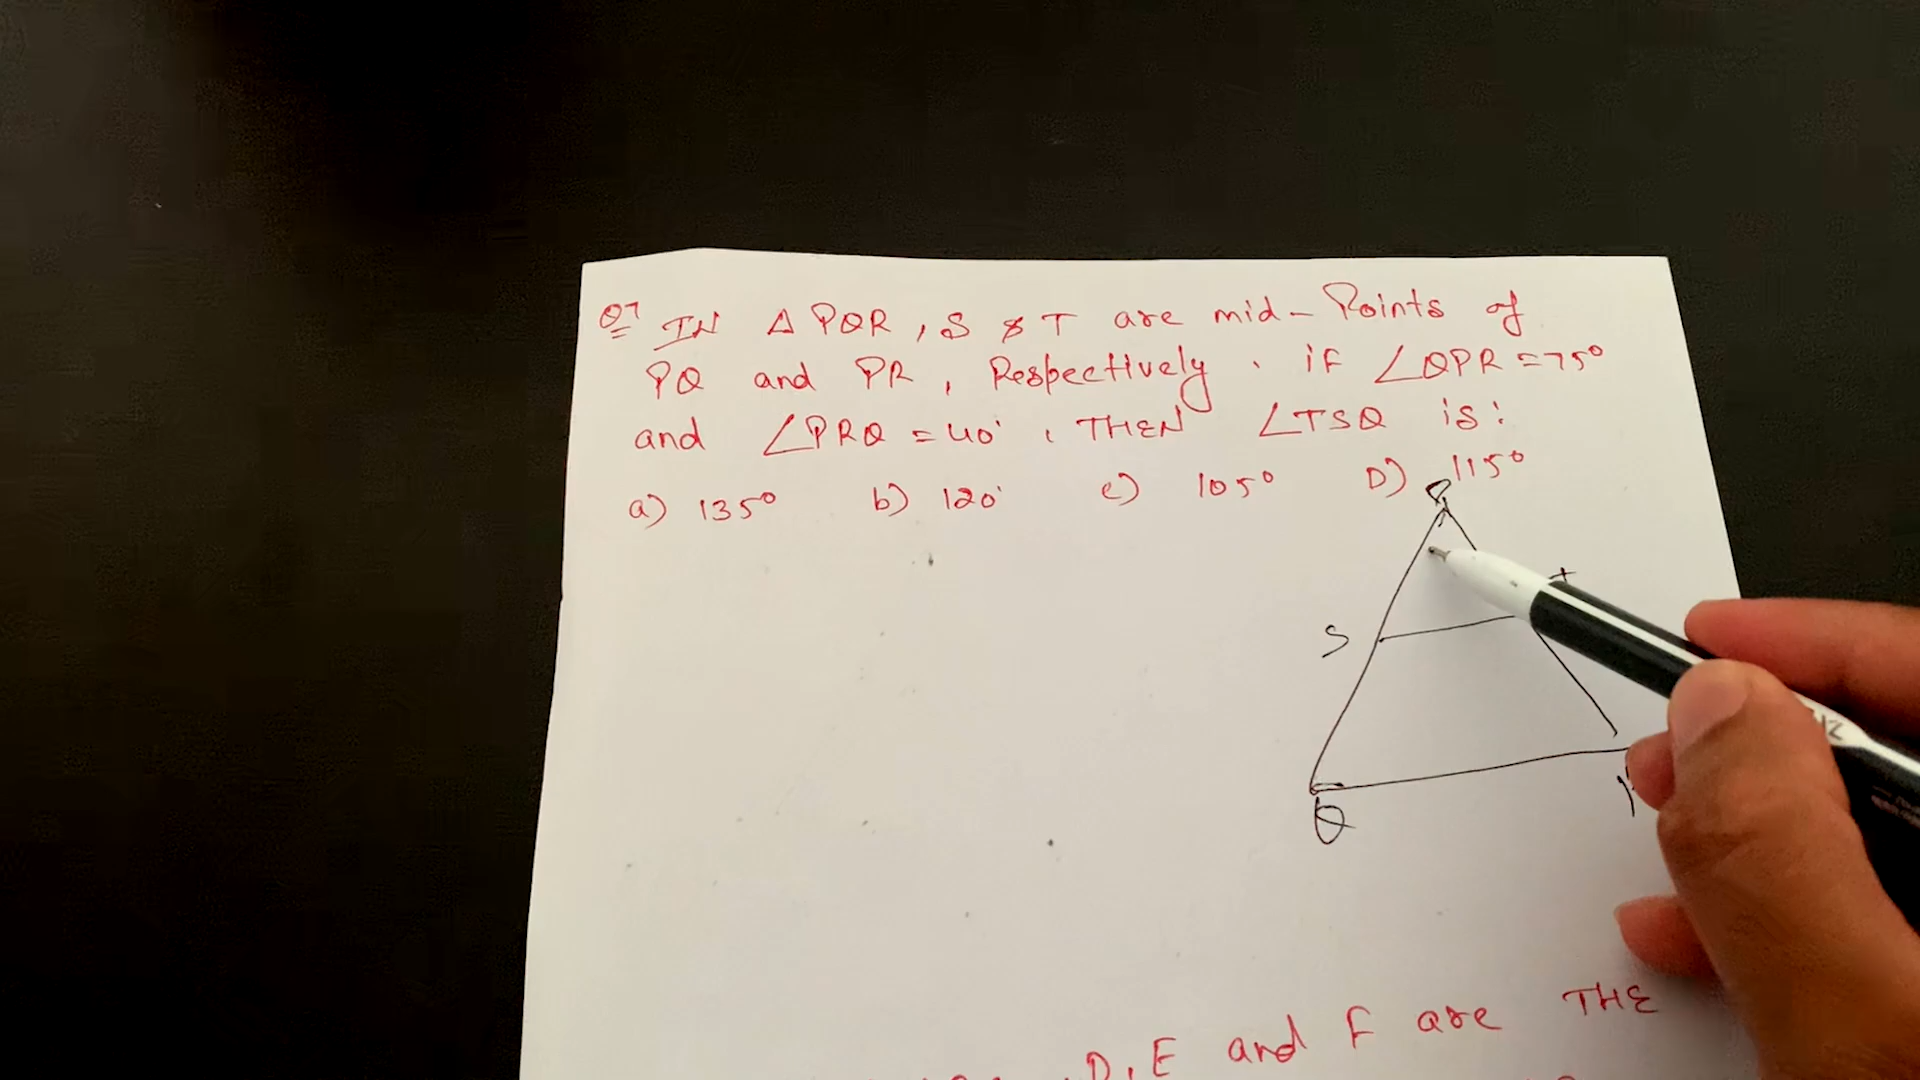 Q7 IN Δ PQR, S & T are mid-Points of
PQ and PR, Respectively. if ∠QPR = 75°
and ∠PRQ = 40°, THEN ∠TSQ is:
a) 135° b) 120° c) 105° D) 115°
P
S
Q
D, E and F are THE